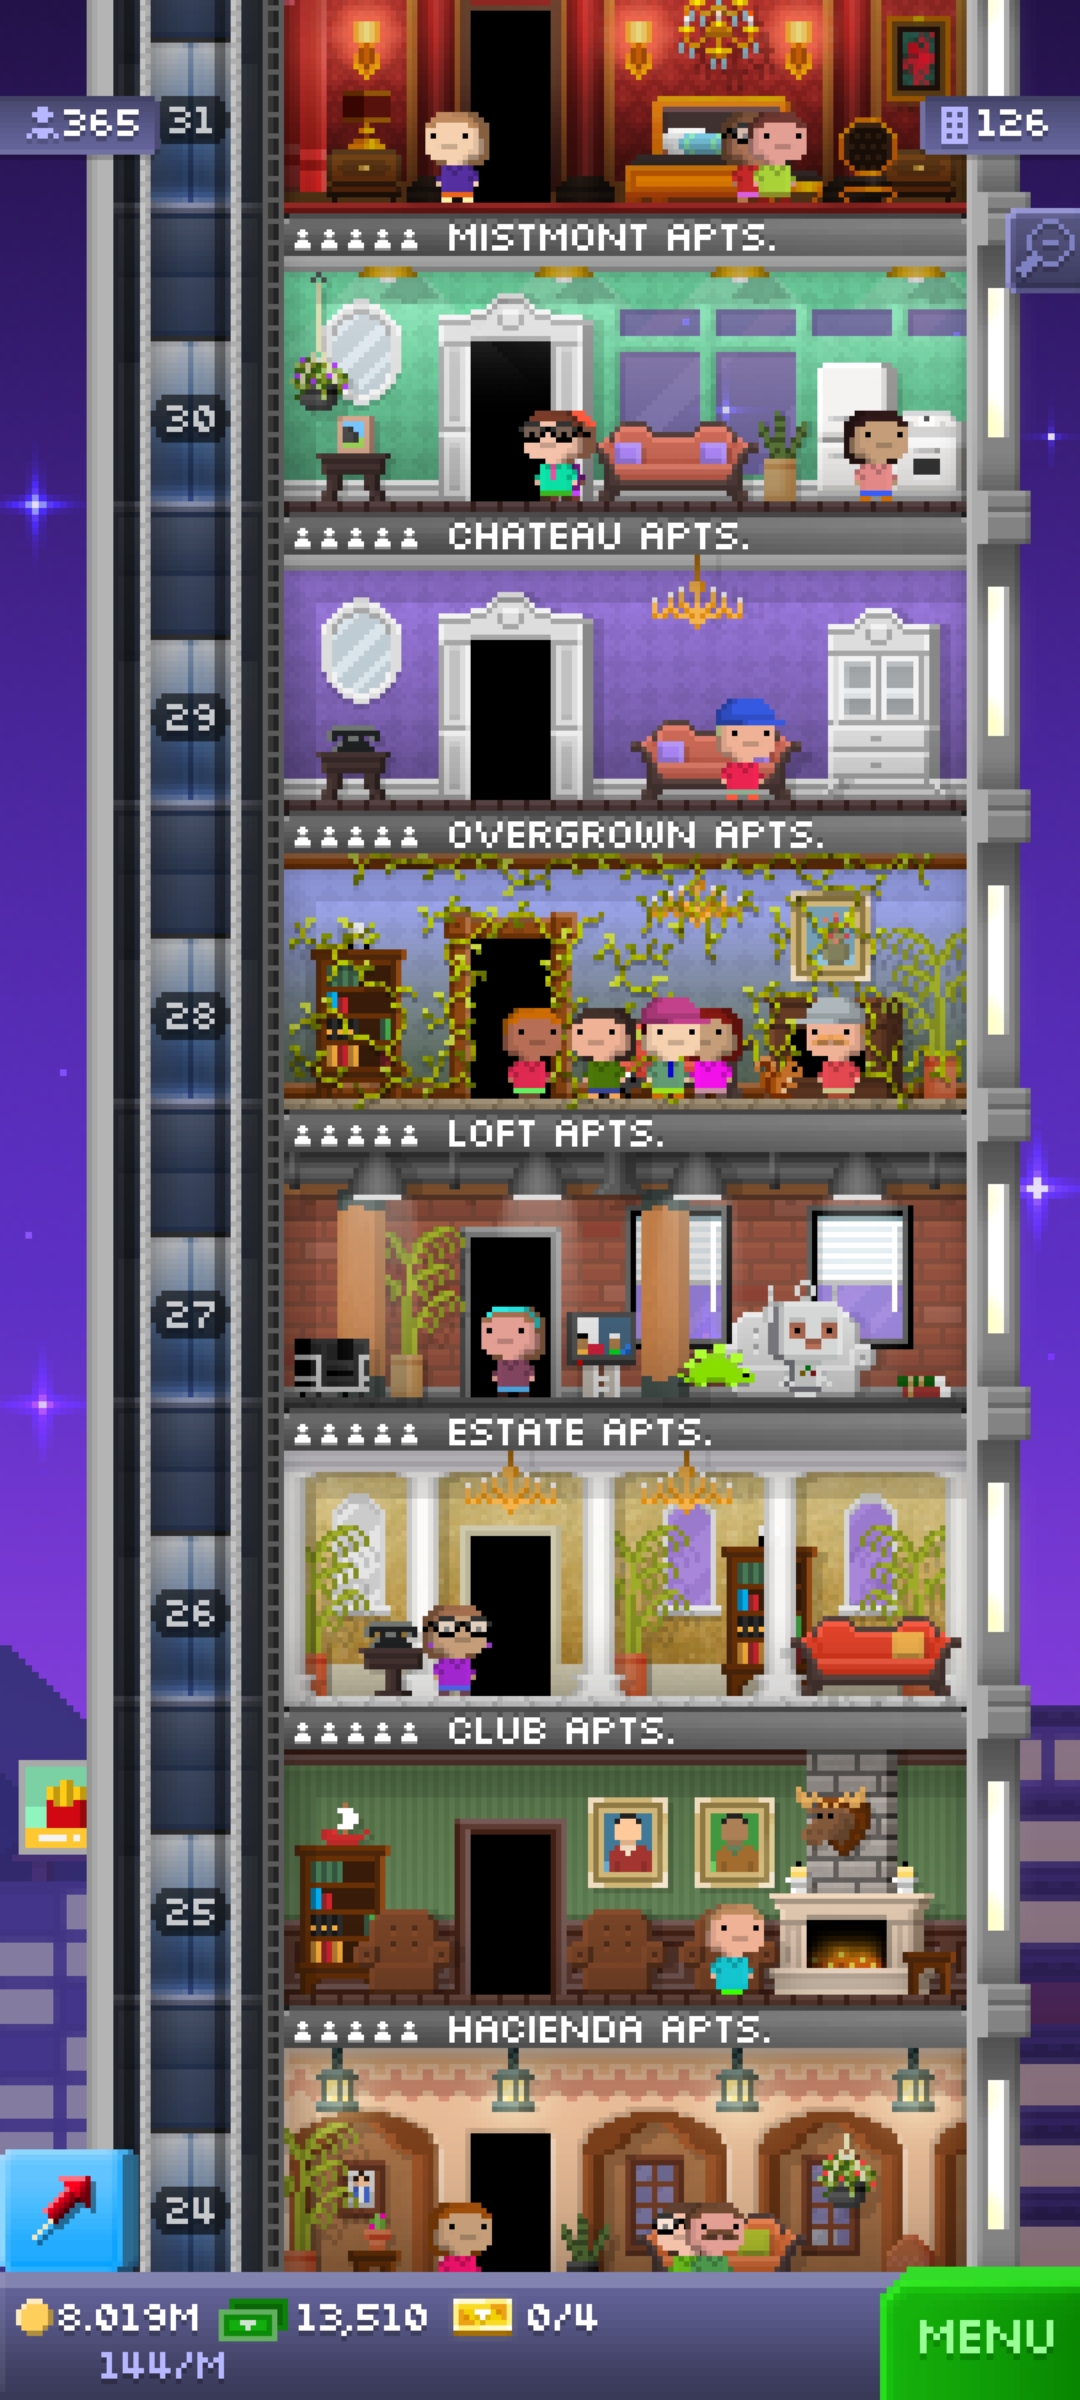 365
31
126
MISTMONT APTS.
30
CHATEAU APTS.
29
OVERGROWN APTS.
28
LOFT APTS.
27
ESTATE APTS.
26
CLUB APTS.
25
HACIENDA APTS.
24
8.019M 13,510 0/4
144/M
MENU